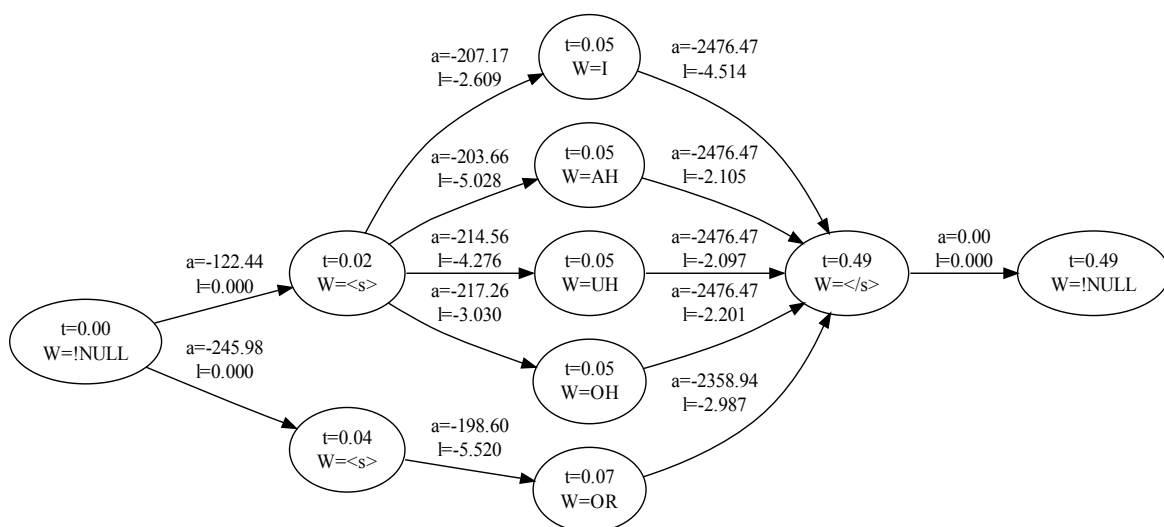 t=0.05
W=I
a=-207.17
l=-2.609
a=-2476.47
l=-4.514
a=-203.66
l=-5.028
t=0.05
W=AH
a=-2476.47
l=-2.105
a=-122.44
l=0.000
t=0.02
W=<s>
a=-214.56
l=-4.276
t=0.05
W=UH
a=-2476.47
l=-2.097
t=0.49
W=</s>
a=0.00
l=0.000
t=0.49
W=!NULL
a=-217.26
l=-3.030
a=-2476.47
l=-2.201
t=0.00
W=!NULL
a=-245.98
l=0.000
t=0.05
W=OH
a=-2358.94
l=-2.987
t=0.04
W=<s>
a=-198.60
l=-5.520
t=0.07
W=OR